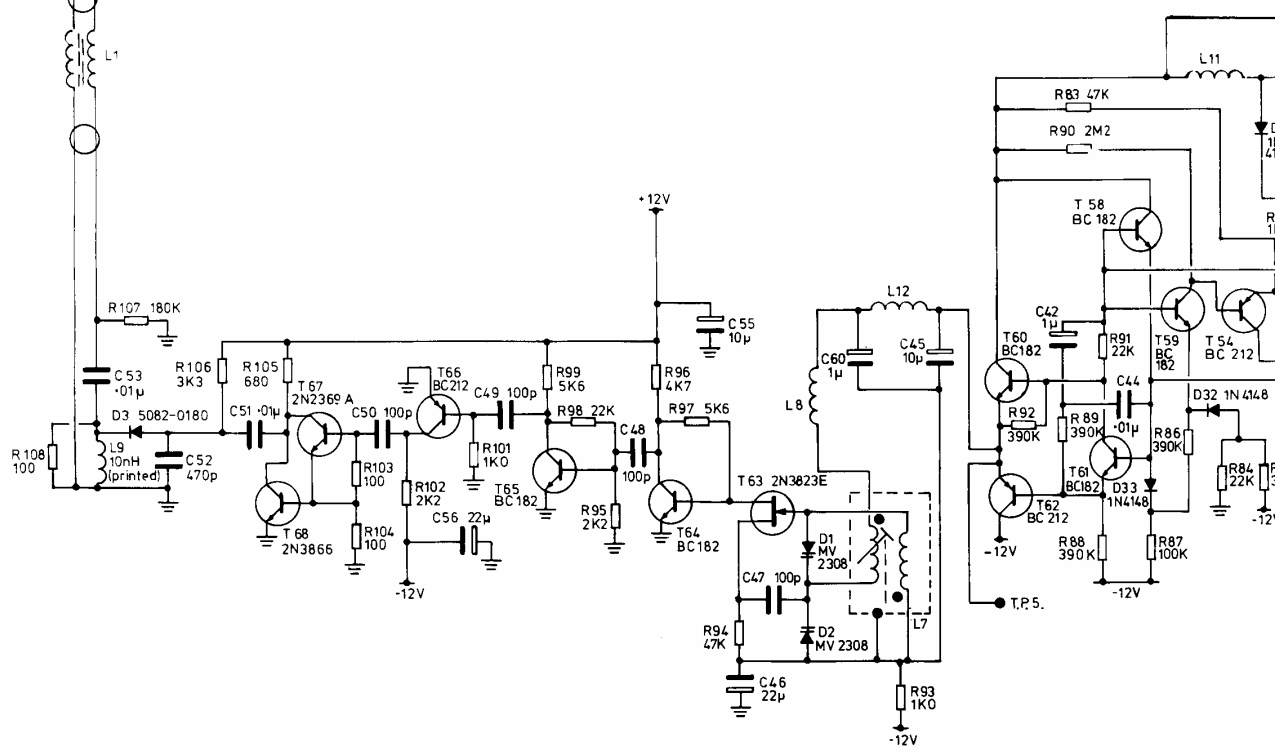 L1
L11
R83 47K
R90 2M2
T 58
BC 182
+12V
L12
C42
1µ
R107 180K
C 55
10µ
C60
1µ
C45
10µ
T60
BC182
R91
22K
T59
BC
182
T 54
BC 212
C 53
·01µ
R106
3K3
R105
680
T 67
2N2369 A
T66
BC212
C49 100p
R99
5K6
R96
4K7
L8
C44
·01µ
D32 1N 4148
D3 5082-0180
C51 ·01µ
C50 100p
R98 22K
R97 5K6
C48
100p
R92
390K
R 89
390K
R86
390K
R 108
100
L9
10nH
(printed)
C52
470p
R103
100
R101
1K0
R102
2K2
T65
BC182
R95
2K2
T 63 2N3823E
T61
BC182
D33
1N4148
R84
22K
T 68
2N3866
R104
100
C56 22µ
T64
BC182
D1
MV
2308
T62
BC 212
-12V
-12V
R88
390K
R87
100K
-12V
-12V
C47 100p
T.P. 5.
L7
R94
47K
D2
MV 2308
C46
22µ
R93
1K0
-12V